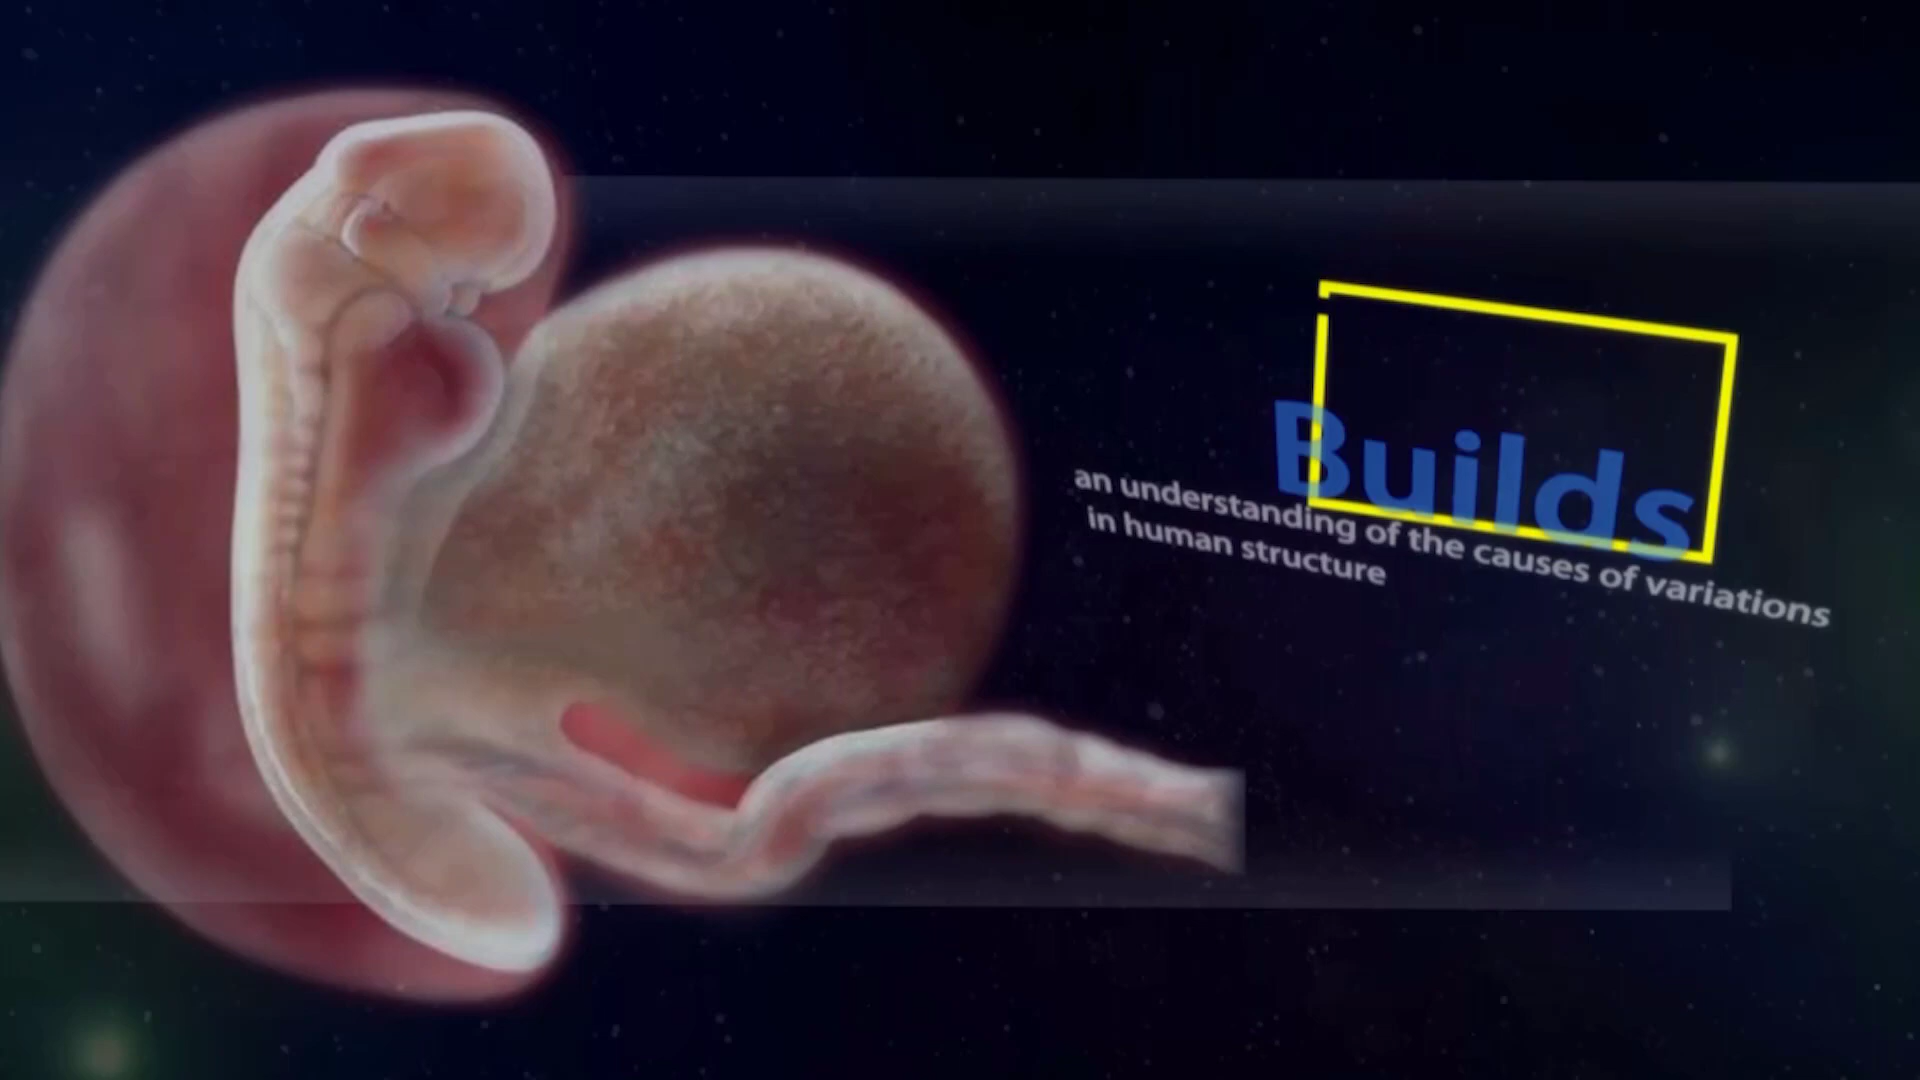 Builds
an understanding of the causes of variations
in human structure